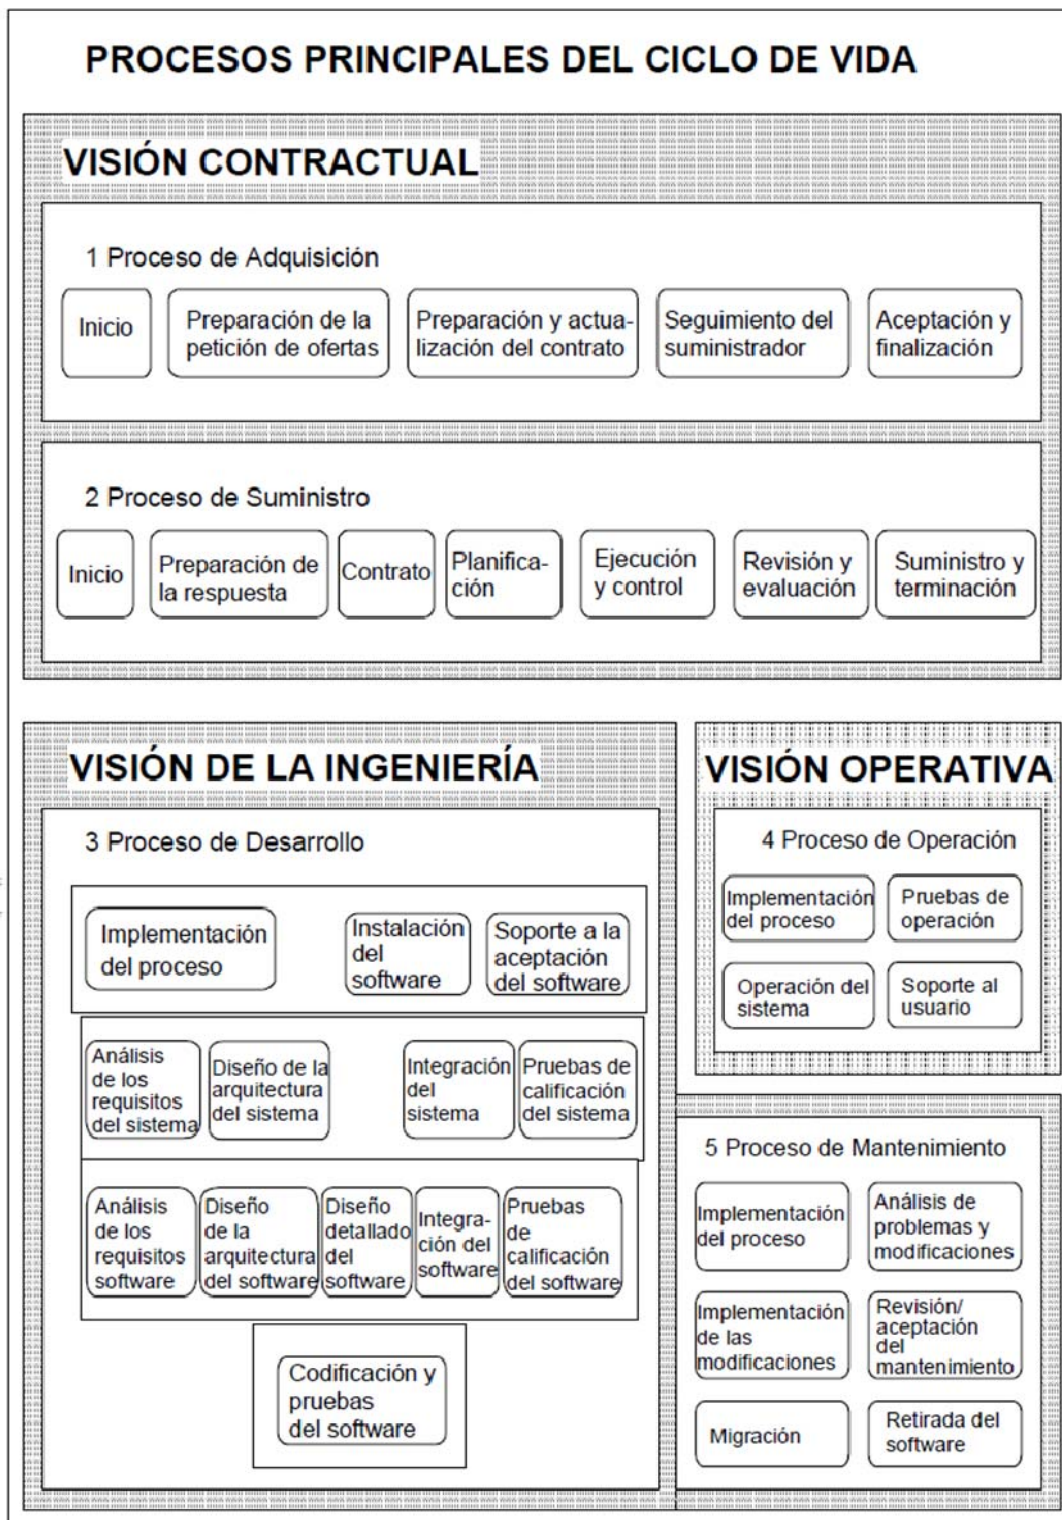 PROCESOS PRINCIPALES DEL CICLO DE VIDA
VISIÓN CONTRACTUAL
1 Proceso de Adquisición
Inicio
Preparación de la
petición de ofertas
Preparación y actua-
lización del contrato
Seguimiento del
suministrador
Aceptación y
finalización
2 Proceso de Suministro
Inicio
Preparación de
la respuesta
Contrato
Planifica-
ción
Ejecución
y control
Revisión y
evaluación
Suministro y
terminación
VISIÓN DE LA INGENIERÍA
3 Proceso de Desarrollo
Implementación
del proceso
Instalación
del
software
Soporte a la
aceptación
del software
Análisis
de los
requisitos
del sistema
Diseño de la
arquitectura
del sistema
Integración
del
sistema
Pruebas de
calificación
del sistema
Análisis
de los
requisitos
software
Diseño
de la
arquitectura
del software
Diseño
detallado
del
software
Integra-
ción del
software
Pruebas
de
calificación
del software
Codificación y
pruebas
del software
VISIÓN OPERATIVA
4 Proceso de Operación
Implementación
del proceso
Pruebas de
operación
Operación del
sistema
Soporte al
usuario
5 Proceso de Mantenimiento
Implementación
del proceso
Análisis de
problemas y
modificaciones
Implementación
de las
modificaciones
Revisión/
aceptación
del
mantenimiento
Migración
Retirada del
software